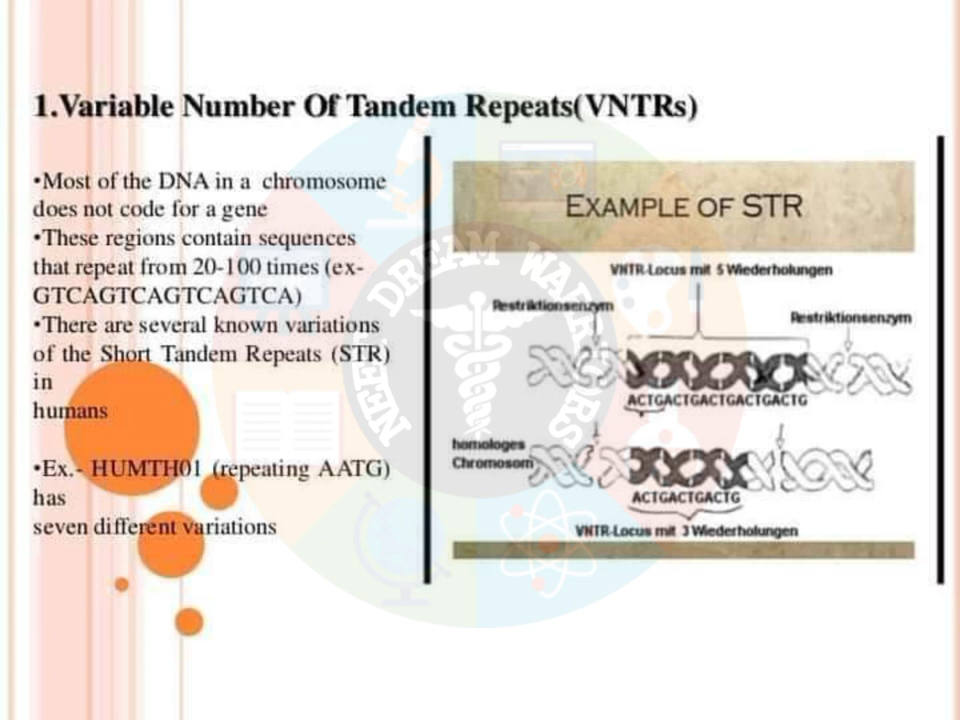 1.Variable Number Of Tandem Repeats(VNTRs)
•Most of the DNA in a chromosome
does not code for a gene
•These regions contain sequences
that repeat from 20-100 times (ex-
GTCAGTCAGTCAGTCA)
•There are several known variations
of the Short Tandem Repeats (STR)
in
humans
•Ex.- HUMTH01 (repeating AATG)
has
seven different variations
EXAMPLE OF STR
VNTR-Locus mit 5 Wiederholungen
Restriktionsenzym
Restriktionsenzym
ACTGACTGACTGACTGACTG
homologes
Chromosom
ACTGACTGACTG
VNTR-Locus mit 3 Wiederholungen
NEET DREAM WARRIORS